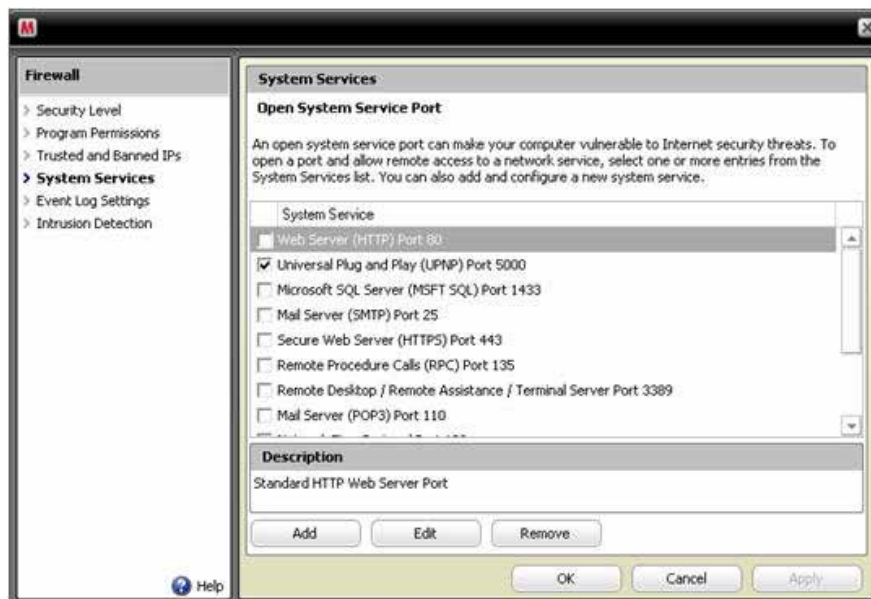 M
Firewall
> Security Level
> Program Permissions
> Trusted and Banned IPs
> System Services
> Event Log Settings
> Intrusion Detection
Help
System Services
Open System Service Port
An open system service port can make your computer vulnerable to Internet security threats. To
open a port and allow remote access to a network service, select one or more entries from the
System Services list. You can also add and configure a new system service.
System Service
Web Server (HTTP) Port 80
Universal Plug and Play (UPNP) Port 5000
Microsoft SQL Server (MSFT SQL) Port 1433
Mail Server (SMTP) Port 25
Secure Web Server (HTTPS) Port 443
Remote Procedure Calls (RPC) Port 135
Remote Desktop / Remote Assistance / Terminal Server Port 3389
Mail Server (POP3) Port 110
Description
Standard HTTP Web Server Port
Add Edit Remove
OK Cancel Apply